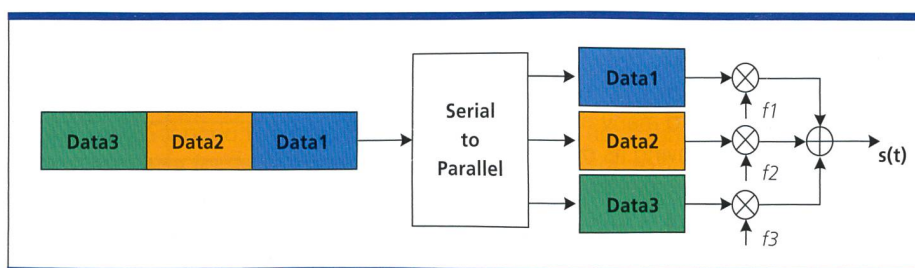 Data3 Data2 Data1
Serial
to
Parallel
Data1
f1
Data2
f2
Data3
f3
s(t)